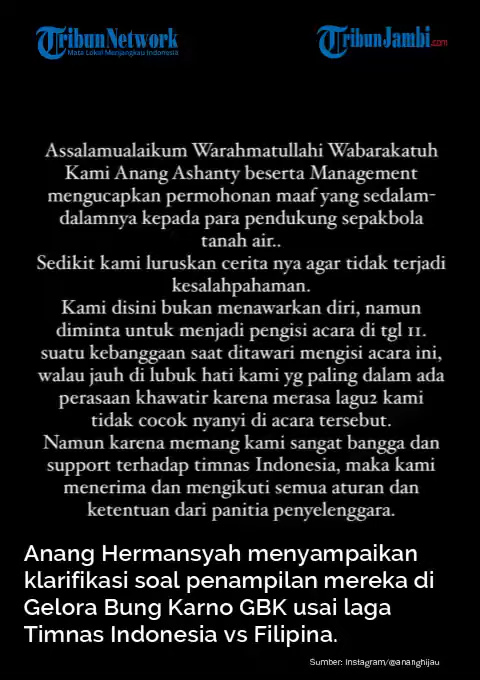 TribunNetwork
Mata Lokal Menjangkau Indonesia
TribunJambi.com
Assalamualaikum Warahmatullahi Wabarakatuh
Kami Anang Ashanty beserta Management
mengucapkan permohonan maaf yang sedalam-
dalamnya kepada para pendukung sepakbola
tanah air..
Sedikit kami luruskan cerita nya agar tidak terjadi
kesalahpahaman.
Kami disini bukan menawarkan diri, namun
diminta untuk menjadi pengisi acara di tgl 11.
suatu kebanggaan saat ditawari mengisi acara ini,
walau jauh di lubuk hati kami yg paling dalam ada
perasaan khawatir karena merasa lagu2 kami
tidak cocok nyanyi di acara tersebut.
Namun karena memang kami sangat bangga dan
support terhadap timnas Indonesia, maka kami
menerima dan mengikuti semua aturan dan
ketentuan dari panitia penyelenggara.
Anang Hermansyah menyampaikan
klarifikasi soal penampilan mereka di
Gelora Bung Karno GBK usai laga
Timnas Indonesia vs Filipina.
Sumber: Instagram/@ananghijau